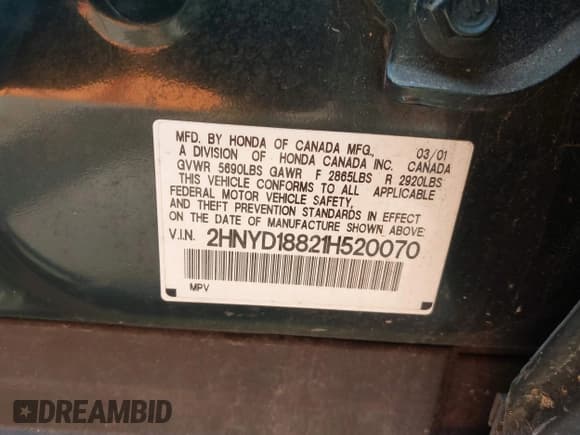 MFD. BY HONDA OF CANADA MFG., 03/01
A DIVISION OF HONDA CANADA INC. CANADA
GVWR 5690LBS GAWR F 2865LBS R 2920LBS
THIS VEHICLE CONFORMS TO ALL APPLICABLE
FEDERAL MOTOR VEHICLE SAFETY,
AND THEFT PREVENTION STANDARDS IN EFFECT
ON THE DATE OF MANUFACTURE SHOWN ABOVE
V.I.N. 2HNYD18821H520070
MPV
DREAMBID